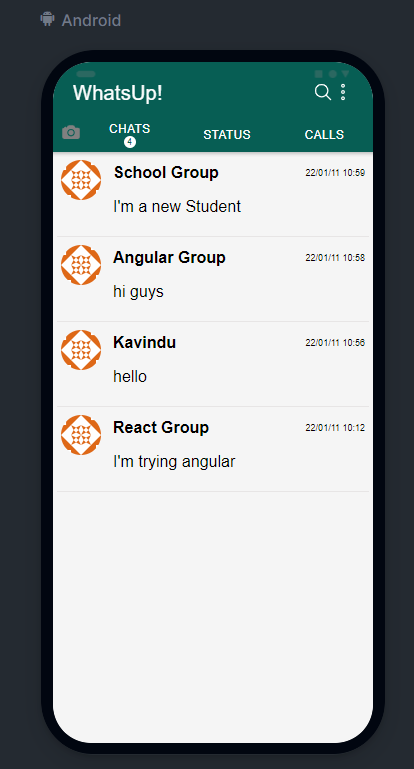 Android
WhatsUp!
CHATS
4
STATUS
CALLS
School Group
22/01/11 10:59
I'm a new Student
Angular Group
22/01/11 10:58
hi guys
Kavindu
22/01/11 10:56
hello
React Group
22/01/11 10:12
I'm trying angular